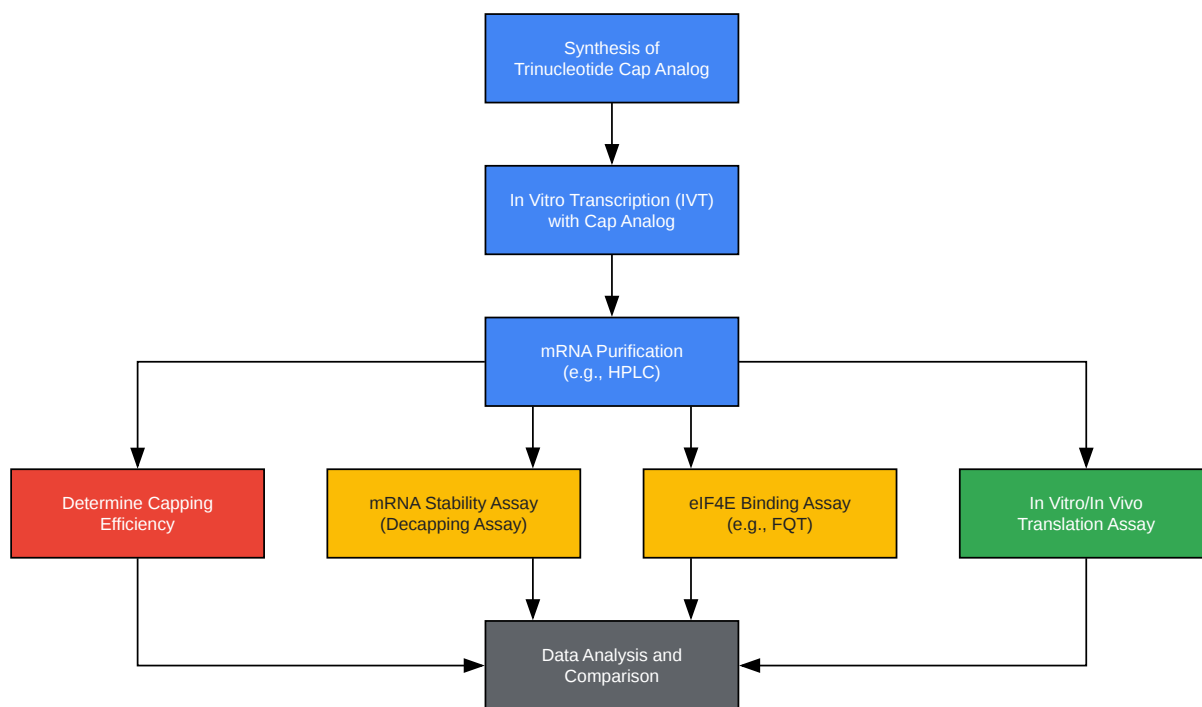 Synthesis of
Trinucleotide Cap Analog
In Vitro Transcription (IVT)
with Cap Analog
mRNA Purification
(e.g., HPLC)
Determine Capping
Efficiency
mRNA Stability Assay
(Decapping Assay)
eIF4E Binding Assay
(e.g., FQT)
In Vitro/In Vivo
Translation Assay
Data Analysis and
Comparison